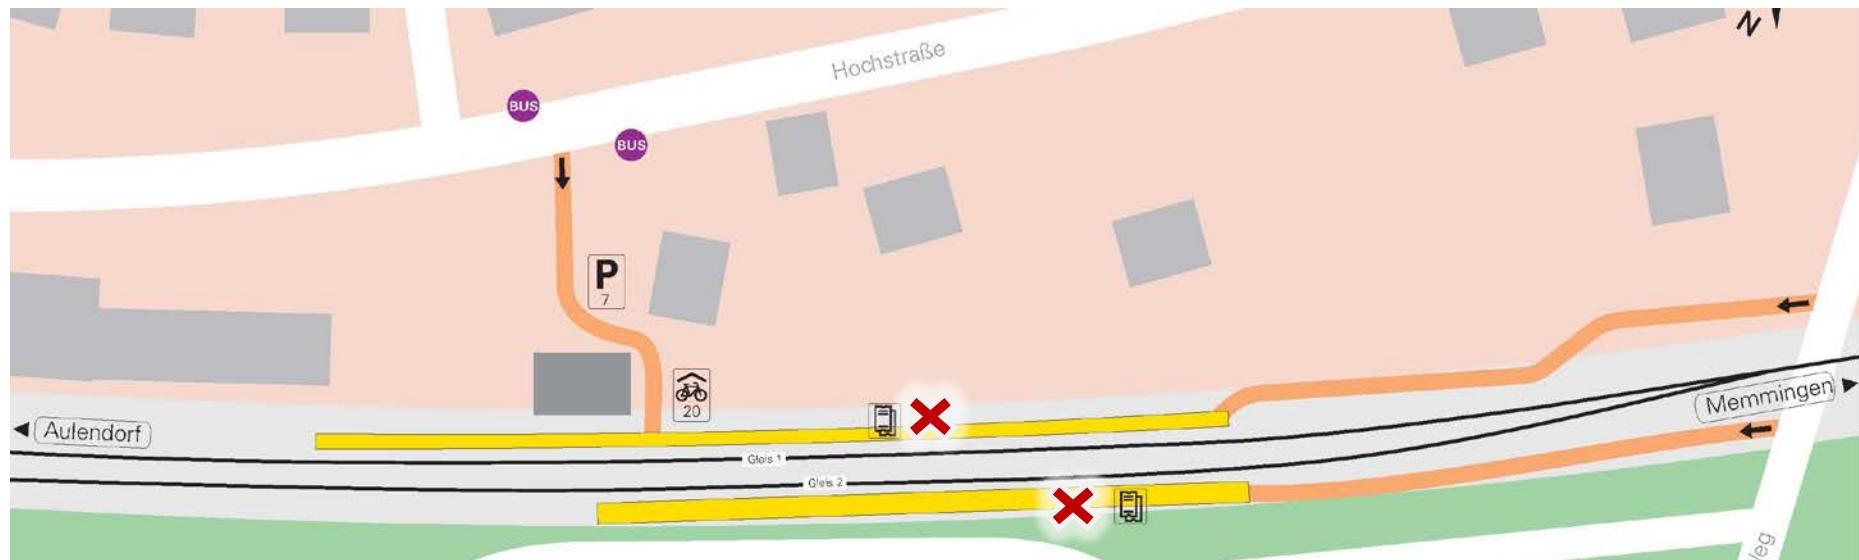 N
Hochstraße
BUS
BUS
P
7
20
Aulendorf
Memmingen
Gleis 1
Gleis 2